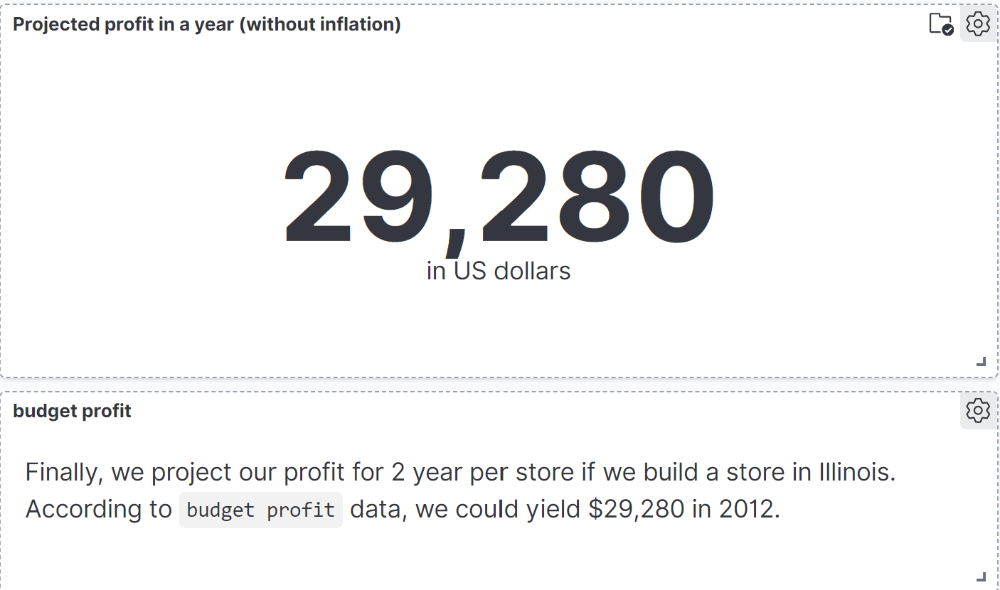 Projected profit in a year (without inflation)
29,280
in US dollars
budget profit
Finally, we project our profit for 2 year per store if we build a store in Illinois.
According to budget profit data, we could yield $29,280 in 2012.